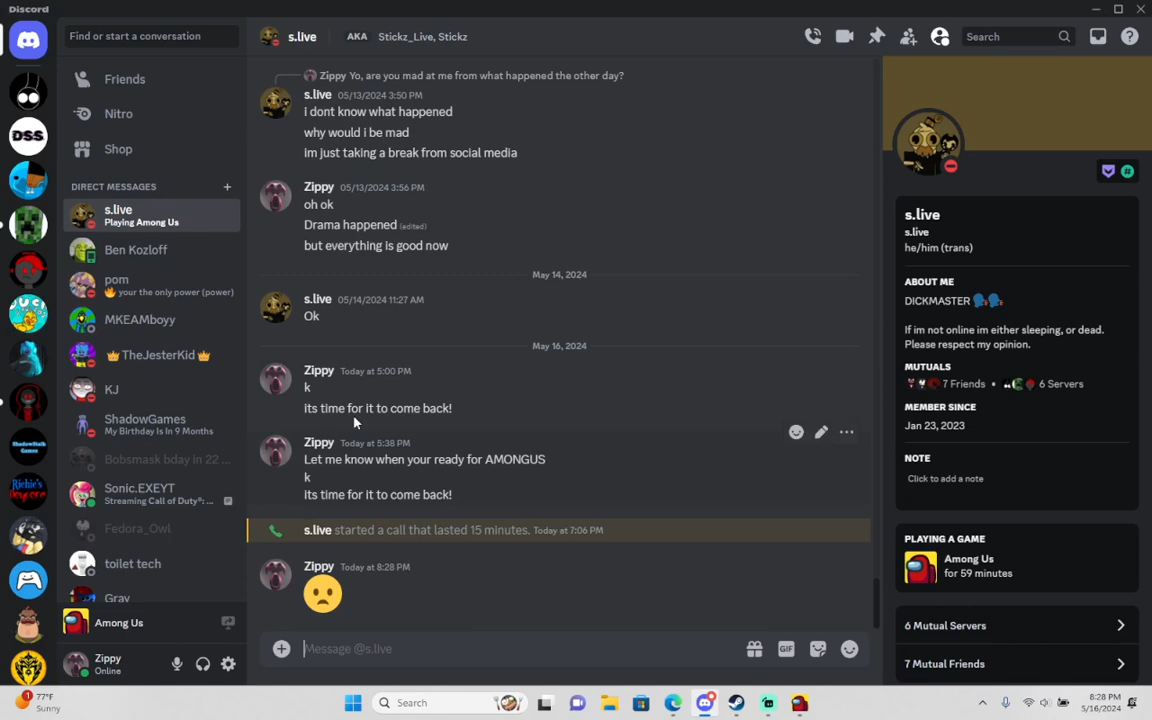 Discord
Find or start a conversation
s.live AKA Stickz_Live, Stickz
Search
Friends
Nitro
Shop
DIRECT MESSAGES
s.live
Playing Among Us
Ben Kozloff
pom
your the only power (power)
MKEAMboyy
TheJesterKid
KJ
ShadowGames
My Birthday Is In 9 Months
Bobsmask bday in 22 ...
Sonic.EXEYT
Streaming Call of Duty®: ...
Fedora_Owl
toilet tech
Gray
Among Us
Zippy
Online
DSS
Zippy Yo, are you mad at me from what happened the other day?
s.live 05/13/2024 3:50 PM
i dont know what happened
why would i be mad
im just taking a break from social media
Zippy 05/13/2024 3:56 PM
oh ok
Drama happened (edited)
but everything is good now
May 14, 2024
s.live 05/14/2024 11:27 AM
Ok
May 16, 2024
Zippy Today at 5:00 PM
k
its time for it to come back!
Zippy Today at 5:38 PM
Let me know when your ready for AMONGUS
k
its time for it to come back!
s.live started a call that lasted 15 minutes. Today at 7:06 PM
Zippy Today at 8:28 PM
Message @s.live
GIF
s.live
s.live
he/him (trans)
ABOUT ME
DICKMASTER
If im not online im either sleeping, or dead.
Please respect my opinion.
MUTUALS
7 Friends • 6 Servers
MEMBER SINCE
Jan 23, 2023
NOTE
Click to add a note
PLAYING A GAME
Among Us
for 59 minutes
6 Mutual Servers
7 Mutual Friends
1
77°F
Sunny
Search
8:28 PM
5/16/2024